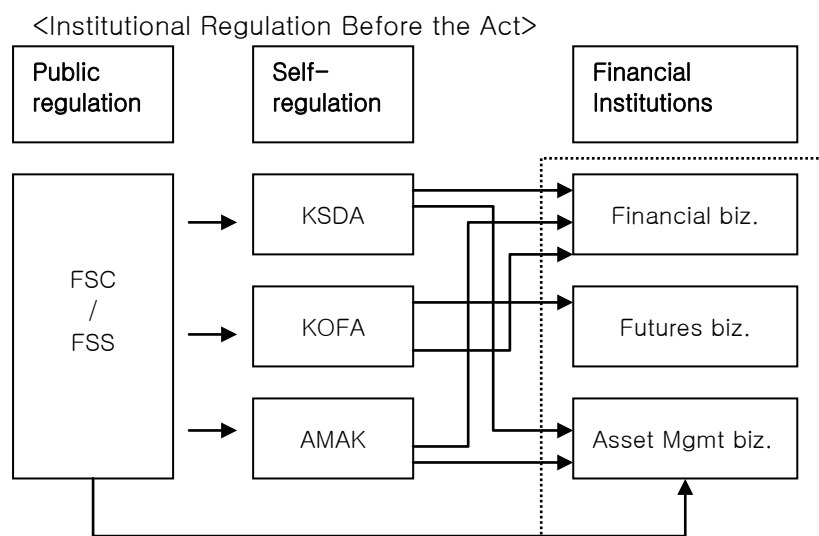 <Institutional Regulation Before the Act>
Public
regulation
Self-
regulation
Financial
Institutions
FSC
/
FSS
KSDA
KOFA
AMAK
Financial biz.
Futures biz.
Asset Mgmt biz.